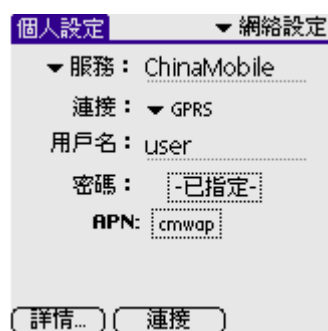 個人設定 網絡設定
服務： ChinaMobile
連接： GPRS
用戶名： user
密碼： -已指定-
APN: cmwap
詳情... 連接